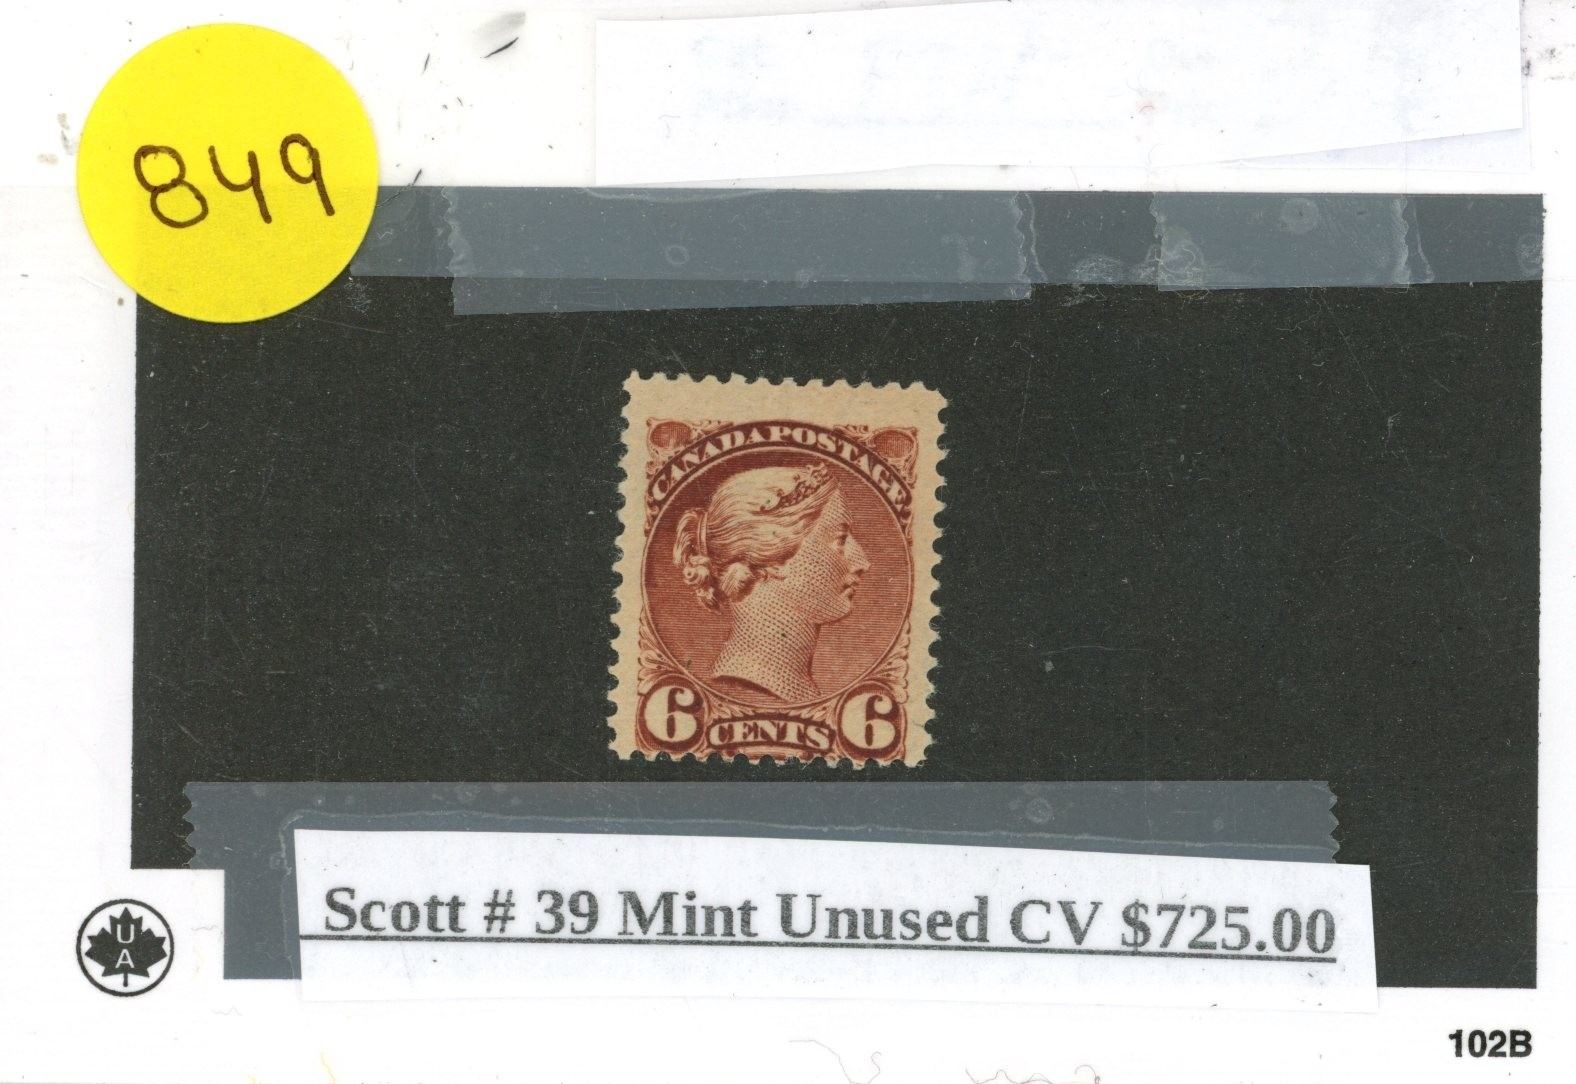 849
CANADA POSTAGE
6 CENTS 6
Scott # 39 Mint Unused CV $725.00
U
A
102B